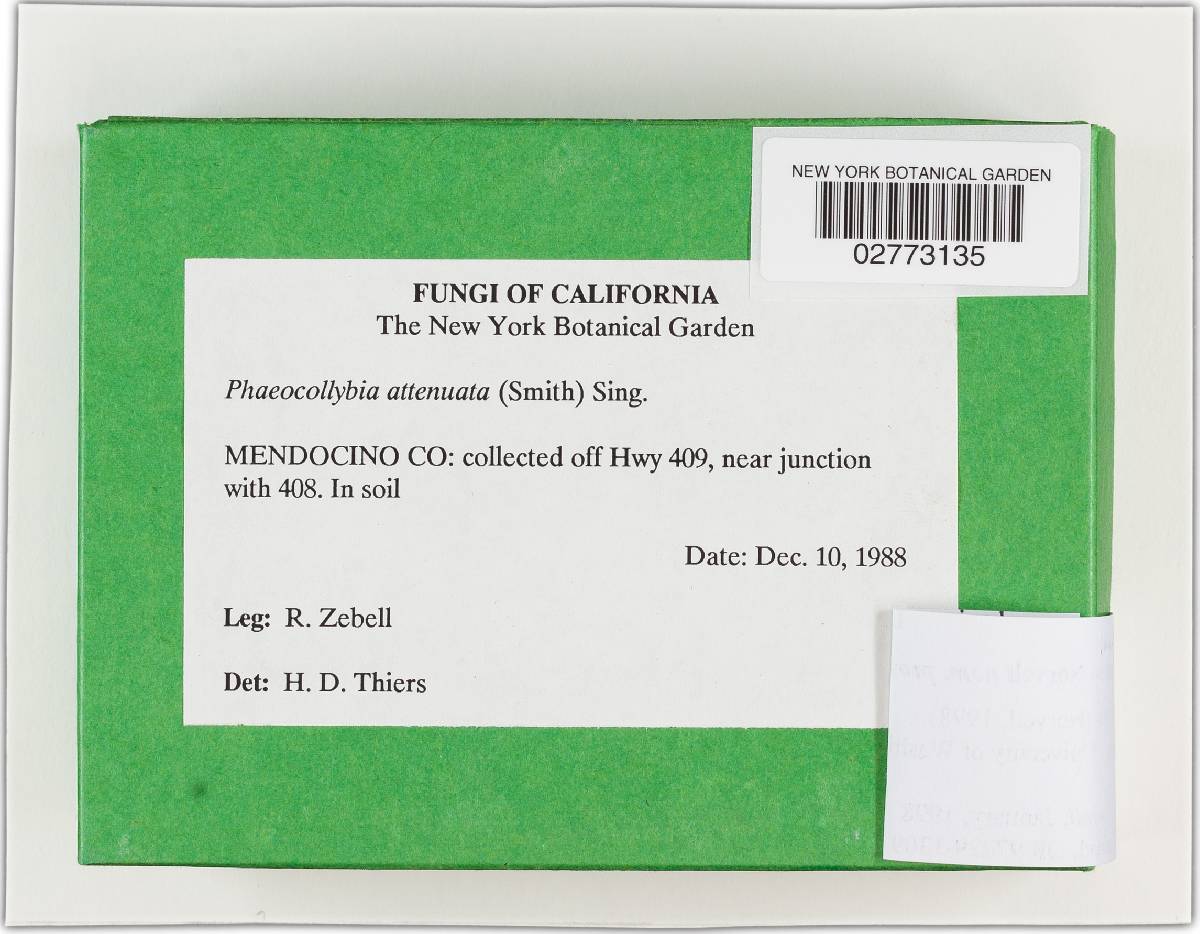 NEW YORK BOTANICAL GARDEN
02773135
FUNGI OF CALIFORNIA
The New York Botanical Garden
Phaeocollybia attenuata (Smith) Sing.
MENDOCINO CO: collected off Hwy 409, near junction
with 408. In soil
Date: Dec. 10, 1988
Leg: R. Zebell
Det: H. D. Thiers